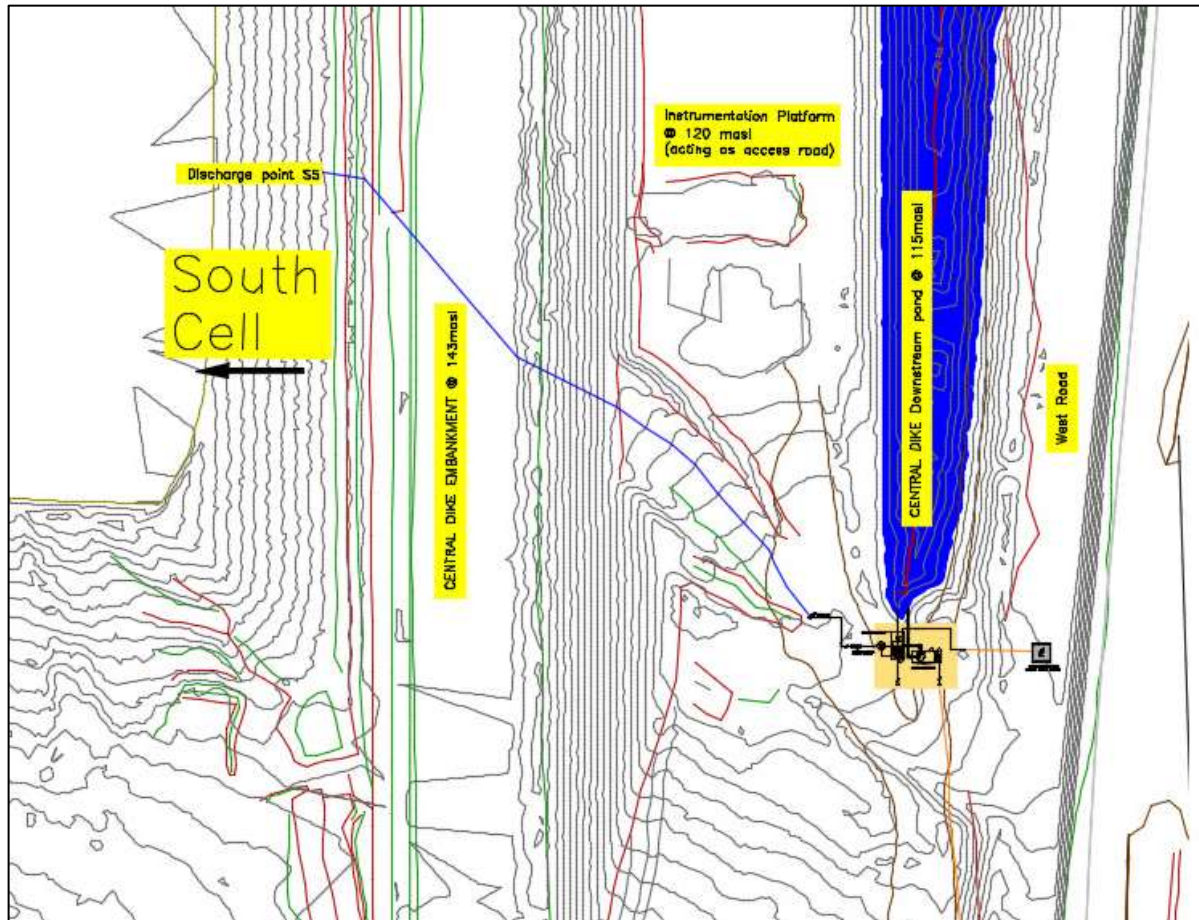 Instrumentation Platform
@ 120 masl
(acting as access road)
Discharge point S5
South
Cell
CENTRAL DIKE EMBANKMENT @ 143masl
CENTRAL DIKE Downstream pond @ 115masl
West Road